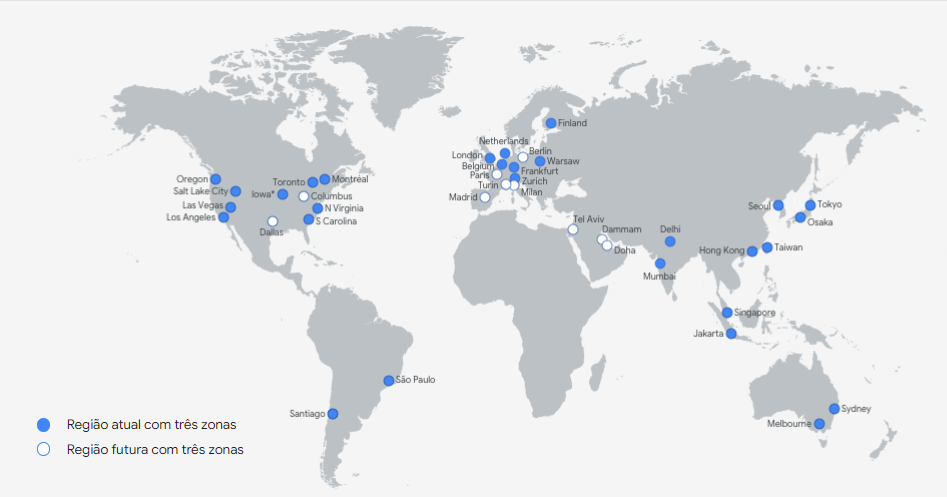 Finland
Netherlands
Berlin
London
Warsaw
Belgium
Frankfurt
Paris
Zurich
Turin
Milan
Madrid
Oregon
Toronto
Montréal
Salt Lake City
Iowa*
Columbus
Las Vegas
N Virginia
Los Angeles
S Carolina
Dallas
Tel Aviv
Dammam
Doha
Delhi
Mumbai
Seoul
Tokyo
Osaka
Hong Kong
Taiwan
Singapore
Jakarta
São Paulo
Santiago
Sydney
Melbourne
Região atual com três zonas
Região futura com três zonas